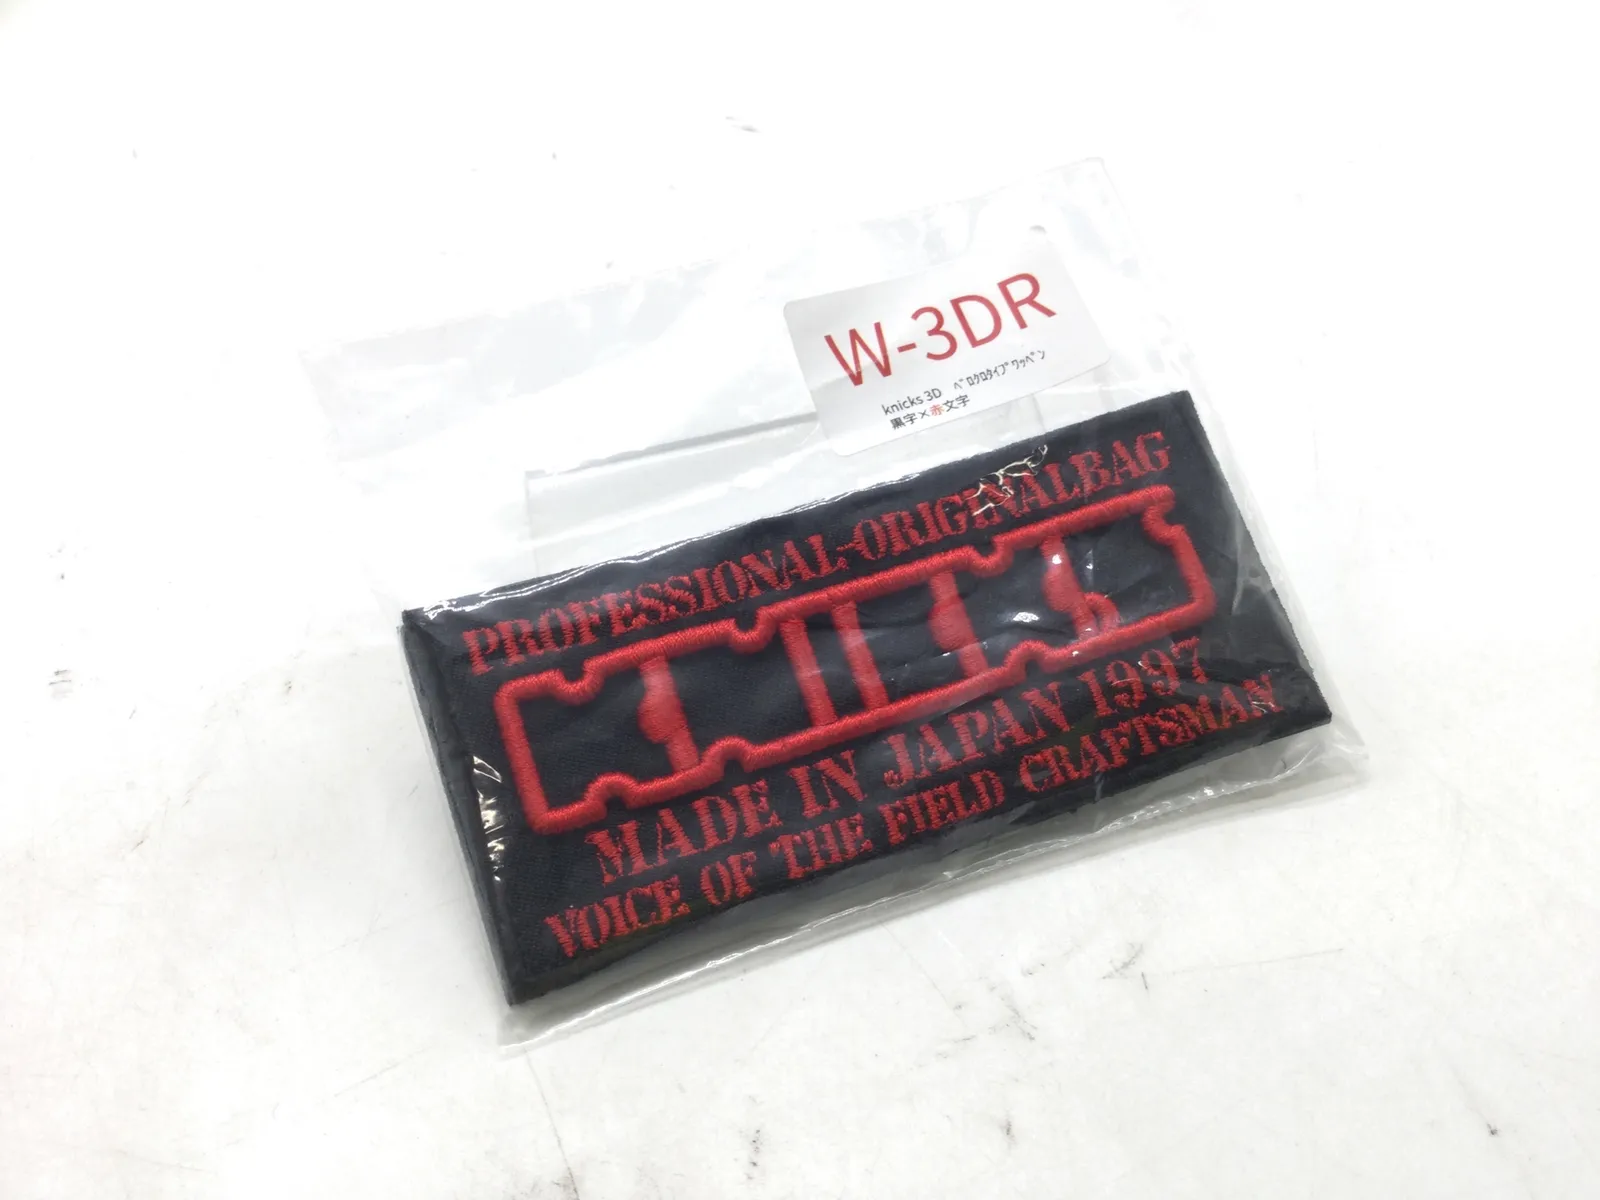 W-3DR
knicks 3D ﾍﾞﾛｸﾛﾀｲﾌﾟﾜｯﾍﾟﾝ
黒字×赤文字
PROFESSIONAL-ORIGINALBAG
KNICKS
MADE IN JAPAN 1997
VOICE OF THE FIELD CRAFTSMAN